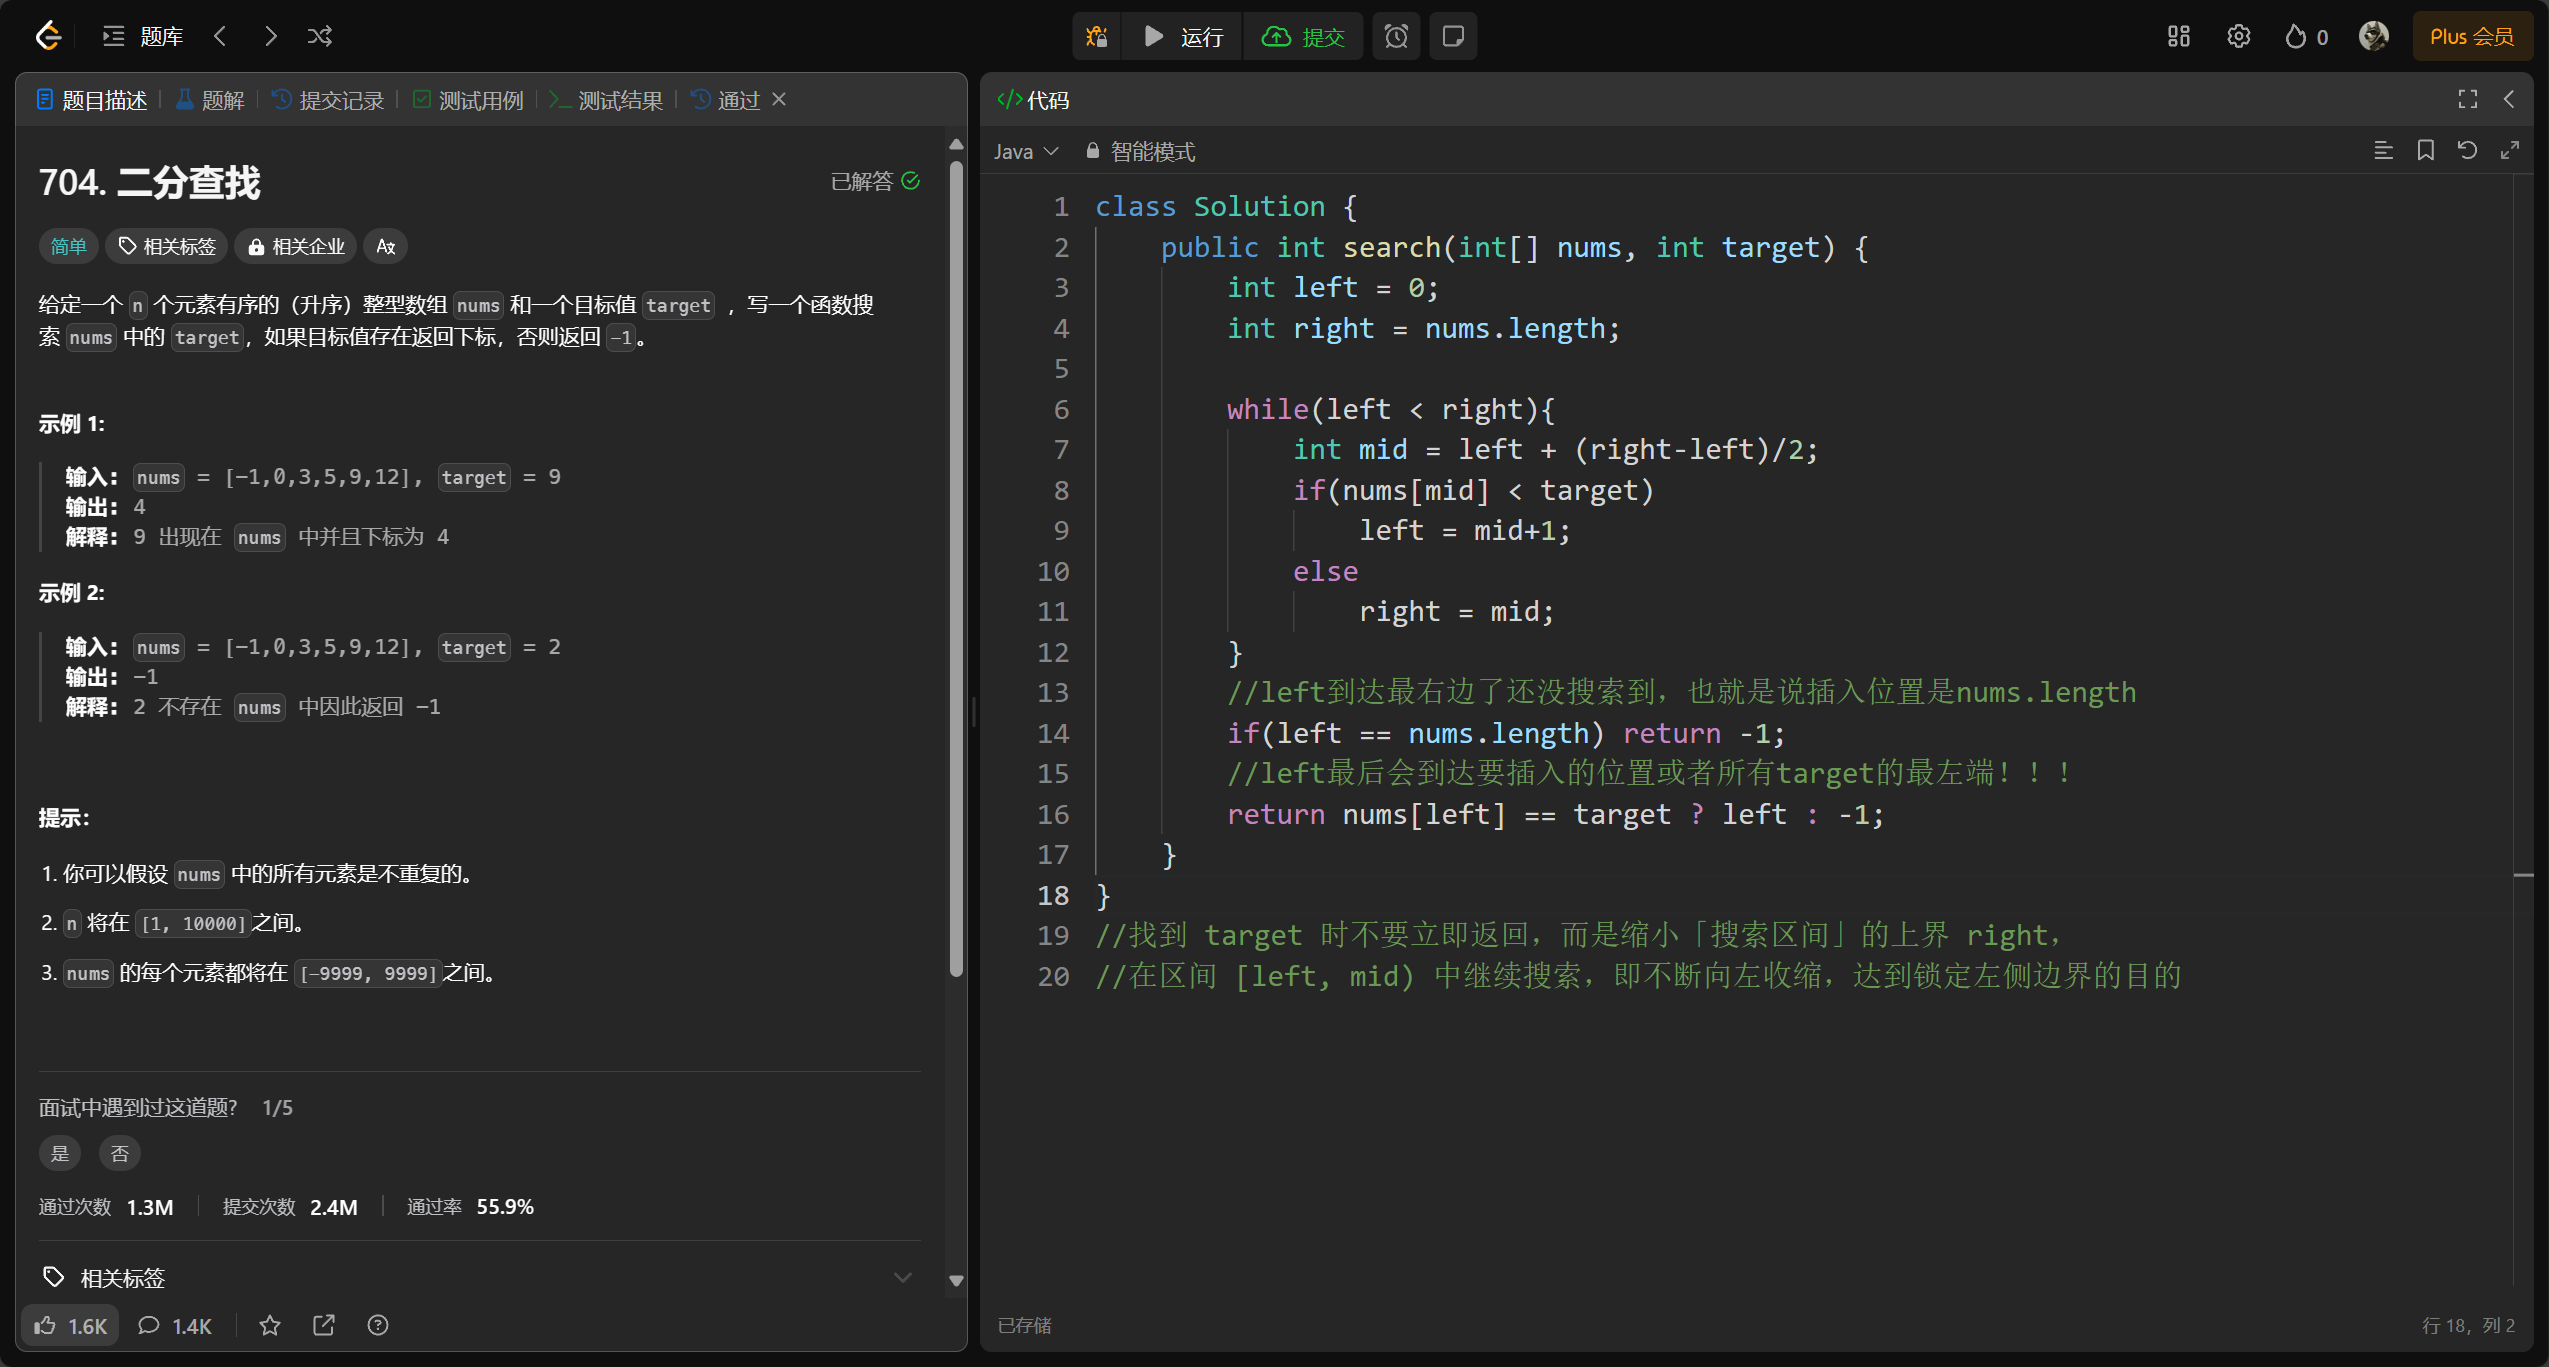 题库
运行
提交
0
Plus 会员
题目描述
题解
提交记录
测试用例
测试结果
通过
704. 二分查找
已解答
简单
相关标签
相关企业
给定一个 n 个元素有序的（升序）整型数组 nums 和一个目标值 target ，写一个函数搜
索 nums 中的 target，如果目标值存在返回下标，否则返回 -1。
示例 1:
输入: nums = [-1,0,3,5,9,12], target = 9
输出: 4
解释: 9 出现在 nums 中并且下标为 4
示例 2:
输入: nums = [-1,0,3,5,9,12], target = 2
输出: -1
解释: 2 不存在 nums 中因此返回 -1
提示：
1. 你可以假设 nums 中的所有元素是不重复的。
2. n 将在 [1, 10000]之间。
3. nums 的每个元素都将在 [-9999, 9999]之间。
面试中遇到过这道题? 1/5
是
否
通过次数 1.3M
提交次数 2.4M
通过率 55.9%
相关标签
1.6K
1.4K
</>代码
Java
智能模式
1 class Solution {
2     public int search(int[] nums, int target) {
3         int left = 0;
4         int right = nums.length;
5
6         while(left < right){
7             int mid = left + (right-left)/2;
8             if(nums[mid] < target)
9                 left = mid+1;
10             else
11                 right = mid;
12         }
13         //left到达最右边了还没搜索到，也就是说插入位置是nums.length
14         if(left == nums.length) return -1;
15         //left最后会到达要插入的位置或者所有target的最左端！！！
16         return nums[left] == target ? left : -1;
17     }
18 }
19 //找到 target 时不要立即返回，而是缩小「搜索区间」的上界 right，
20 //在区间 [left, mid) 中继续搜索，即不断向左收缩，达到锁定左侧边界的目的
已存储
行 18，列 2